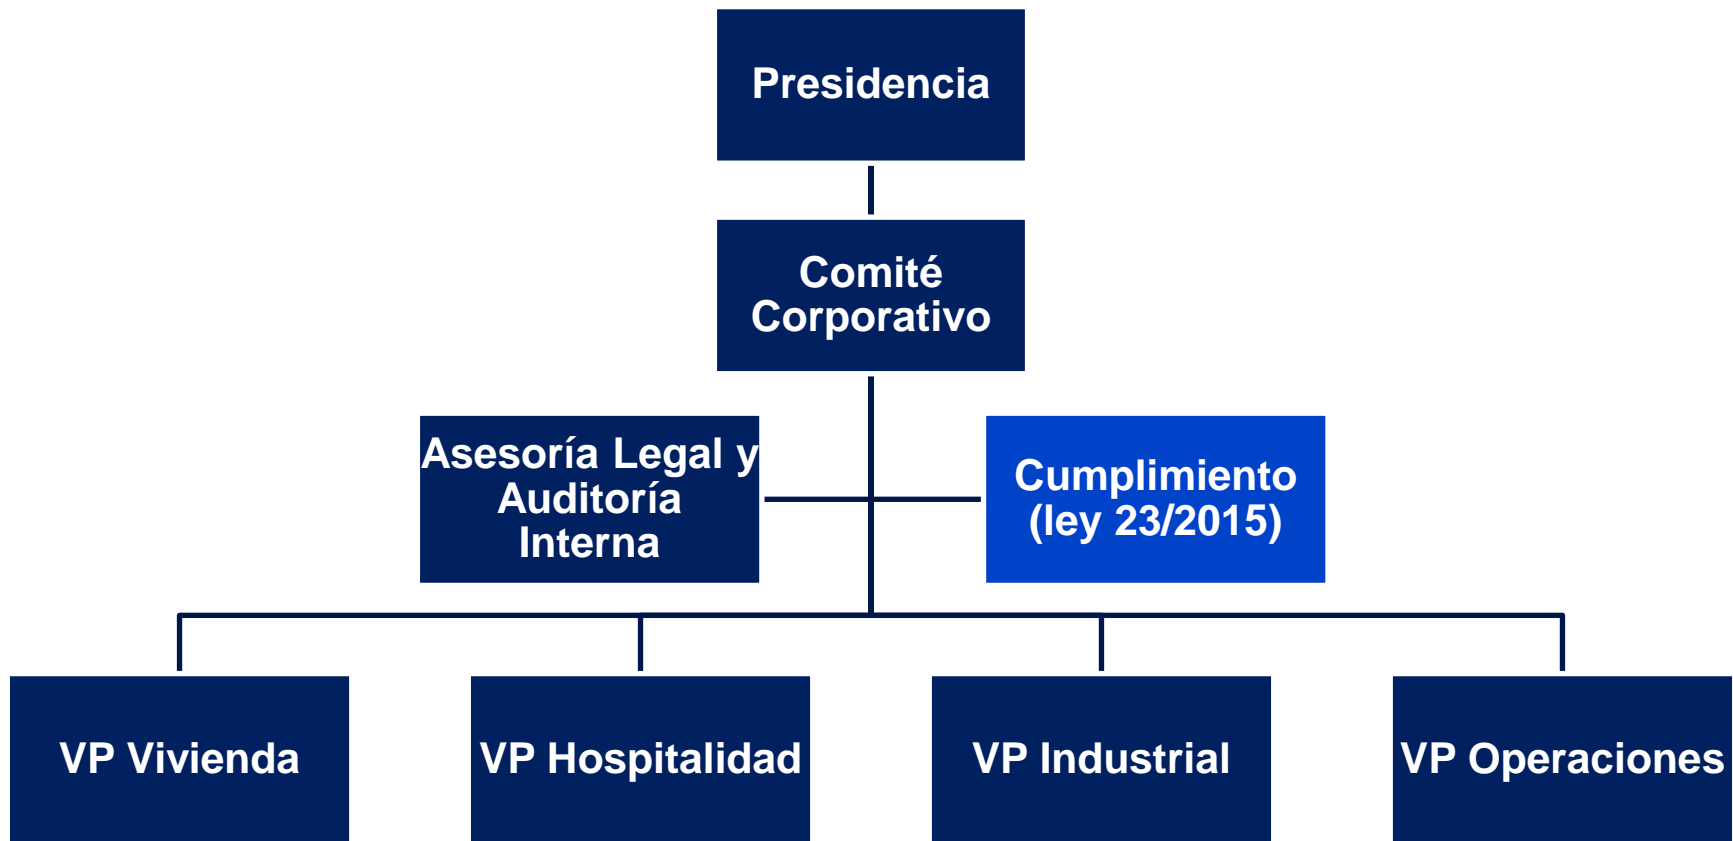 Presidencia
Comité
Corporativo
Asesoría Legal y
Auditoría
Interna
Cumplimiento
(ley 23/2015)
VP Vivienda
VP Hospitalidad
VP Industrial
VP Operaciones